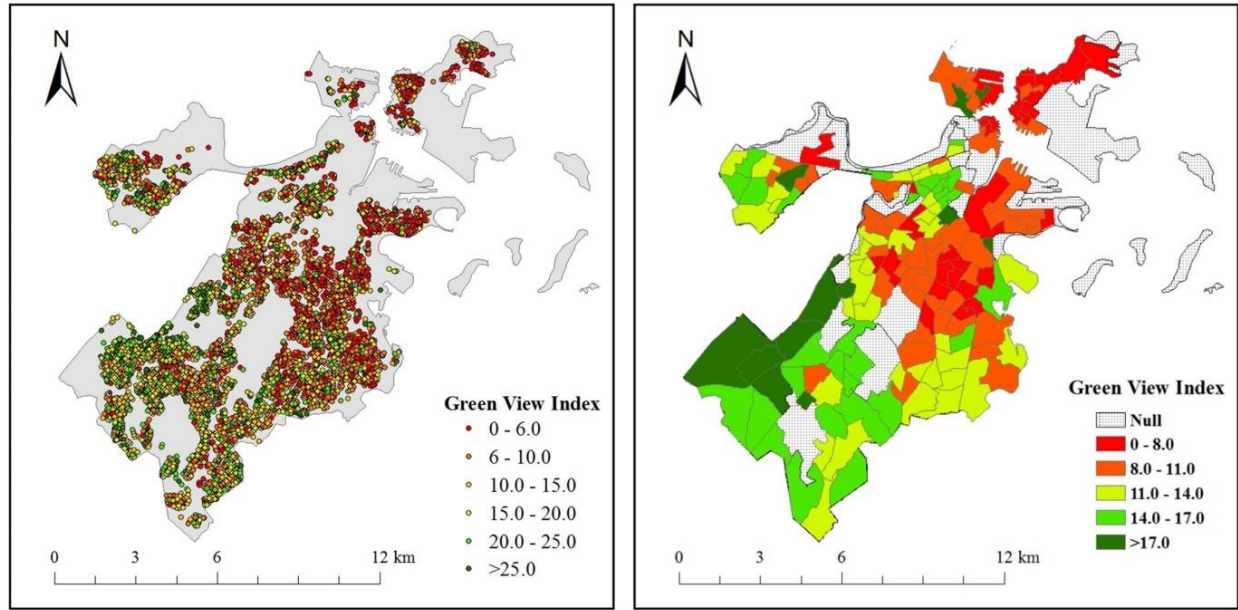 N
Green View Index
0 - 6.0
6 - 10.0
10.0 - 15.0
15.0 - 20.0
20.0 - 25.0
>25.0
0 3 6 12 km
N
Green View Index
Null
0 - 8.0
8.0 - 11.0
11.0 - 14.0
14.0 - 17.0
>17.0
0 3 6 12 km